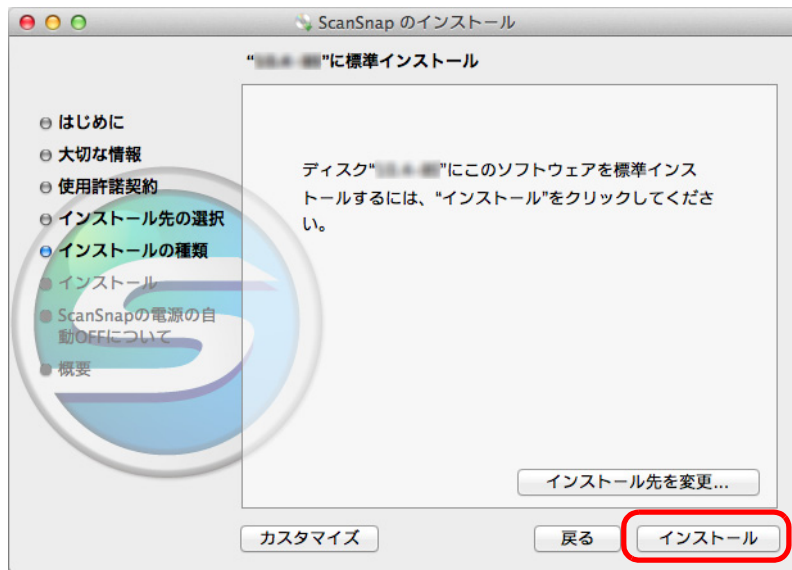 ScanSnap のインストール
“ ”に標準インストール
はじめに
大切な情報
使用許諾契約
インストール先の選択
インストールの種類
インストール
ScanSnapの電源の自
動OFFについて
概要
ディスク“ ”にこのソフトウェアを標準インス
トールするには、“インストール”をクリックしてくださ
い。
インストール先を変更...
カスタマイズ
戻る
インストール